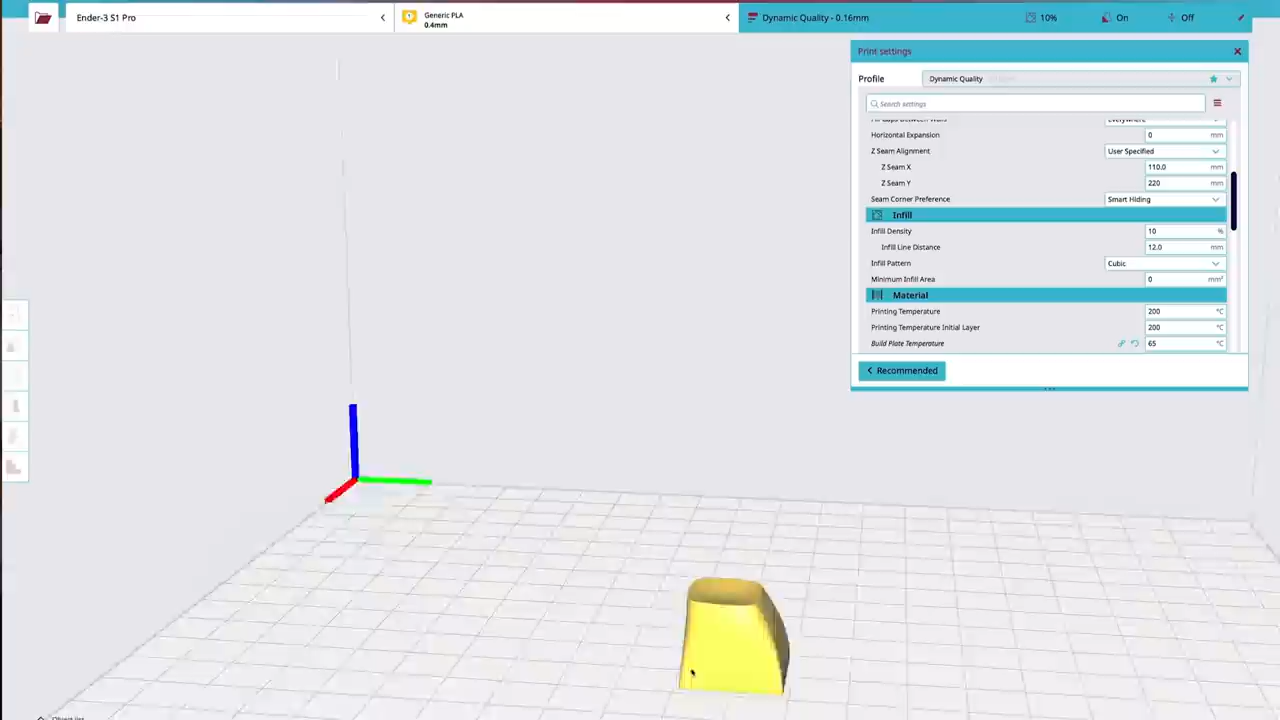 Ender-3 S1 Pro
Generic PLA
0.4mm
Dynamic Quality - 0.16mm
10%
On
Off
Print settings
Profile
Dynamic Quality
Search settings
Horizontal Expansion 0 mm
Z Seam Alignment User Specified
Z Seam X 110.0 mm
Z Seam Y 220 mm
Seam Corner Preference Smart Hiding
Infill
Infill Density 10 %
Infill Line Distance 12.0 mm
Infill Pattern Cubic
Minimum Infill Area 0 mm²
Material
Printing Temperature 200 °C
Printing Temperature Initial Layer 200 °C
Build Plate Temperature 65 °C
Recommended
Object list